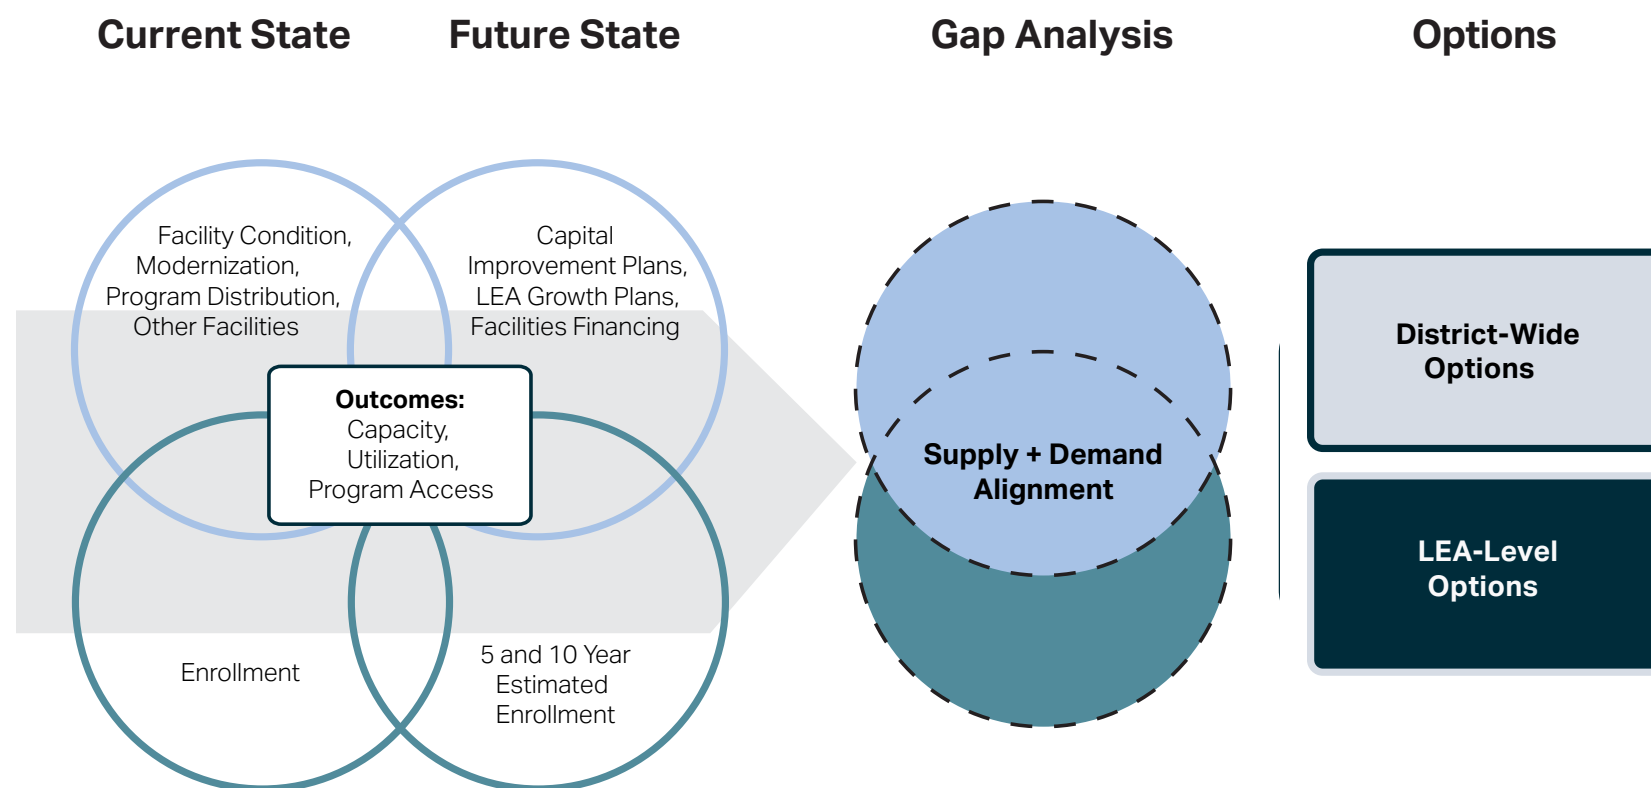 Current State
Future State
Gap Analysis
Options
Facility Condition,
Modernization,
Program Distribution,
Other Facilities
Capital
Improvement Plans,
LEA Growth Plans,
Facilities Financing
Outcomes:
Capacity,
Utilization,
Program Access
Enrollment
5 and 10 Year
Estimated
Enrollment
Supply + Demand
Alignment
District-Wide
Options
LEA-Level
Options